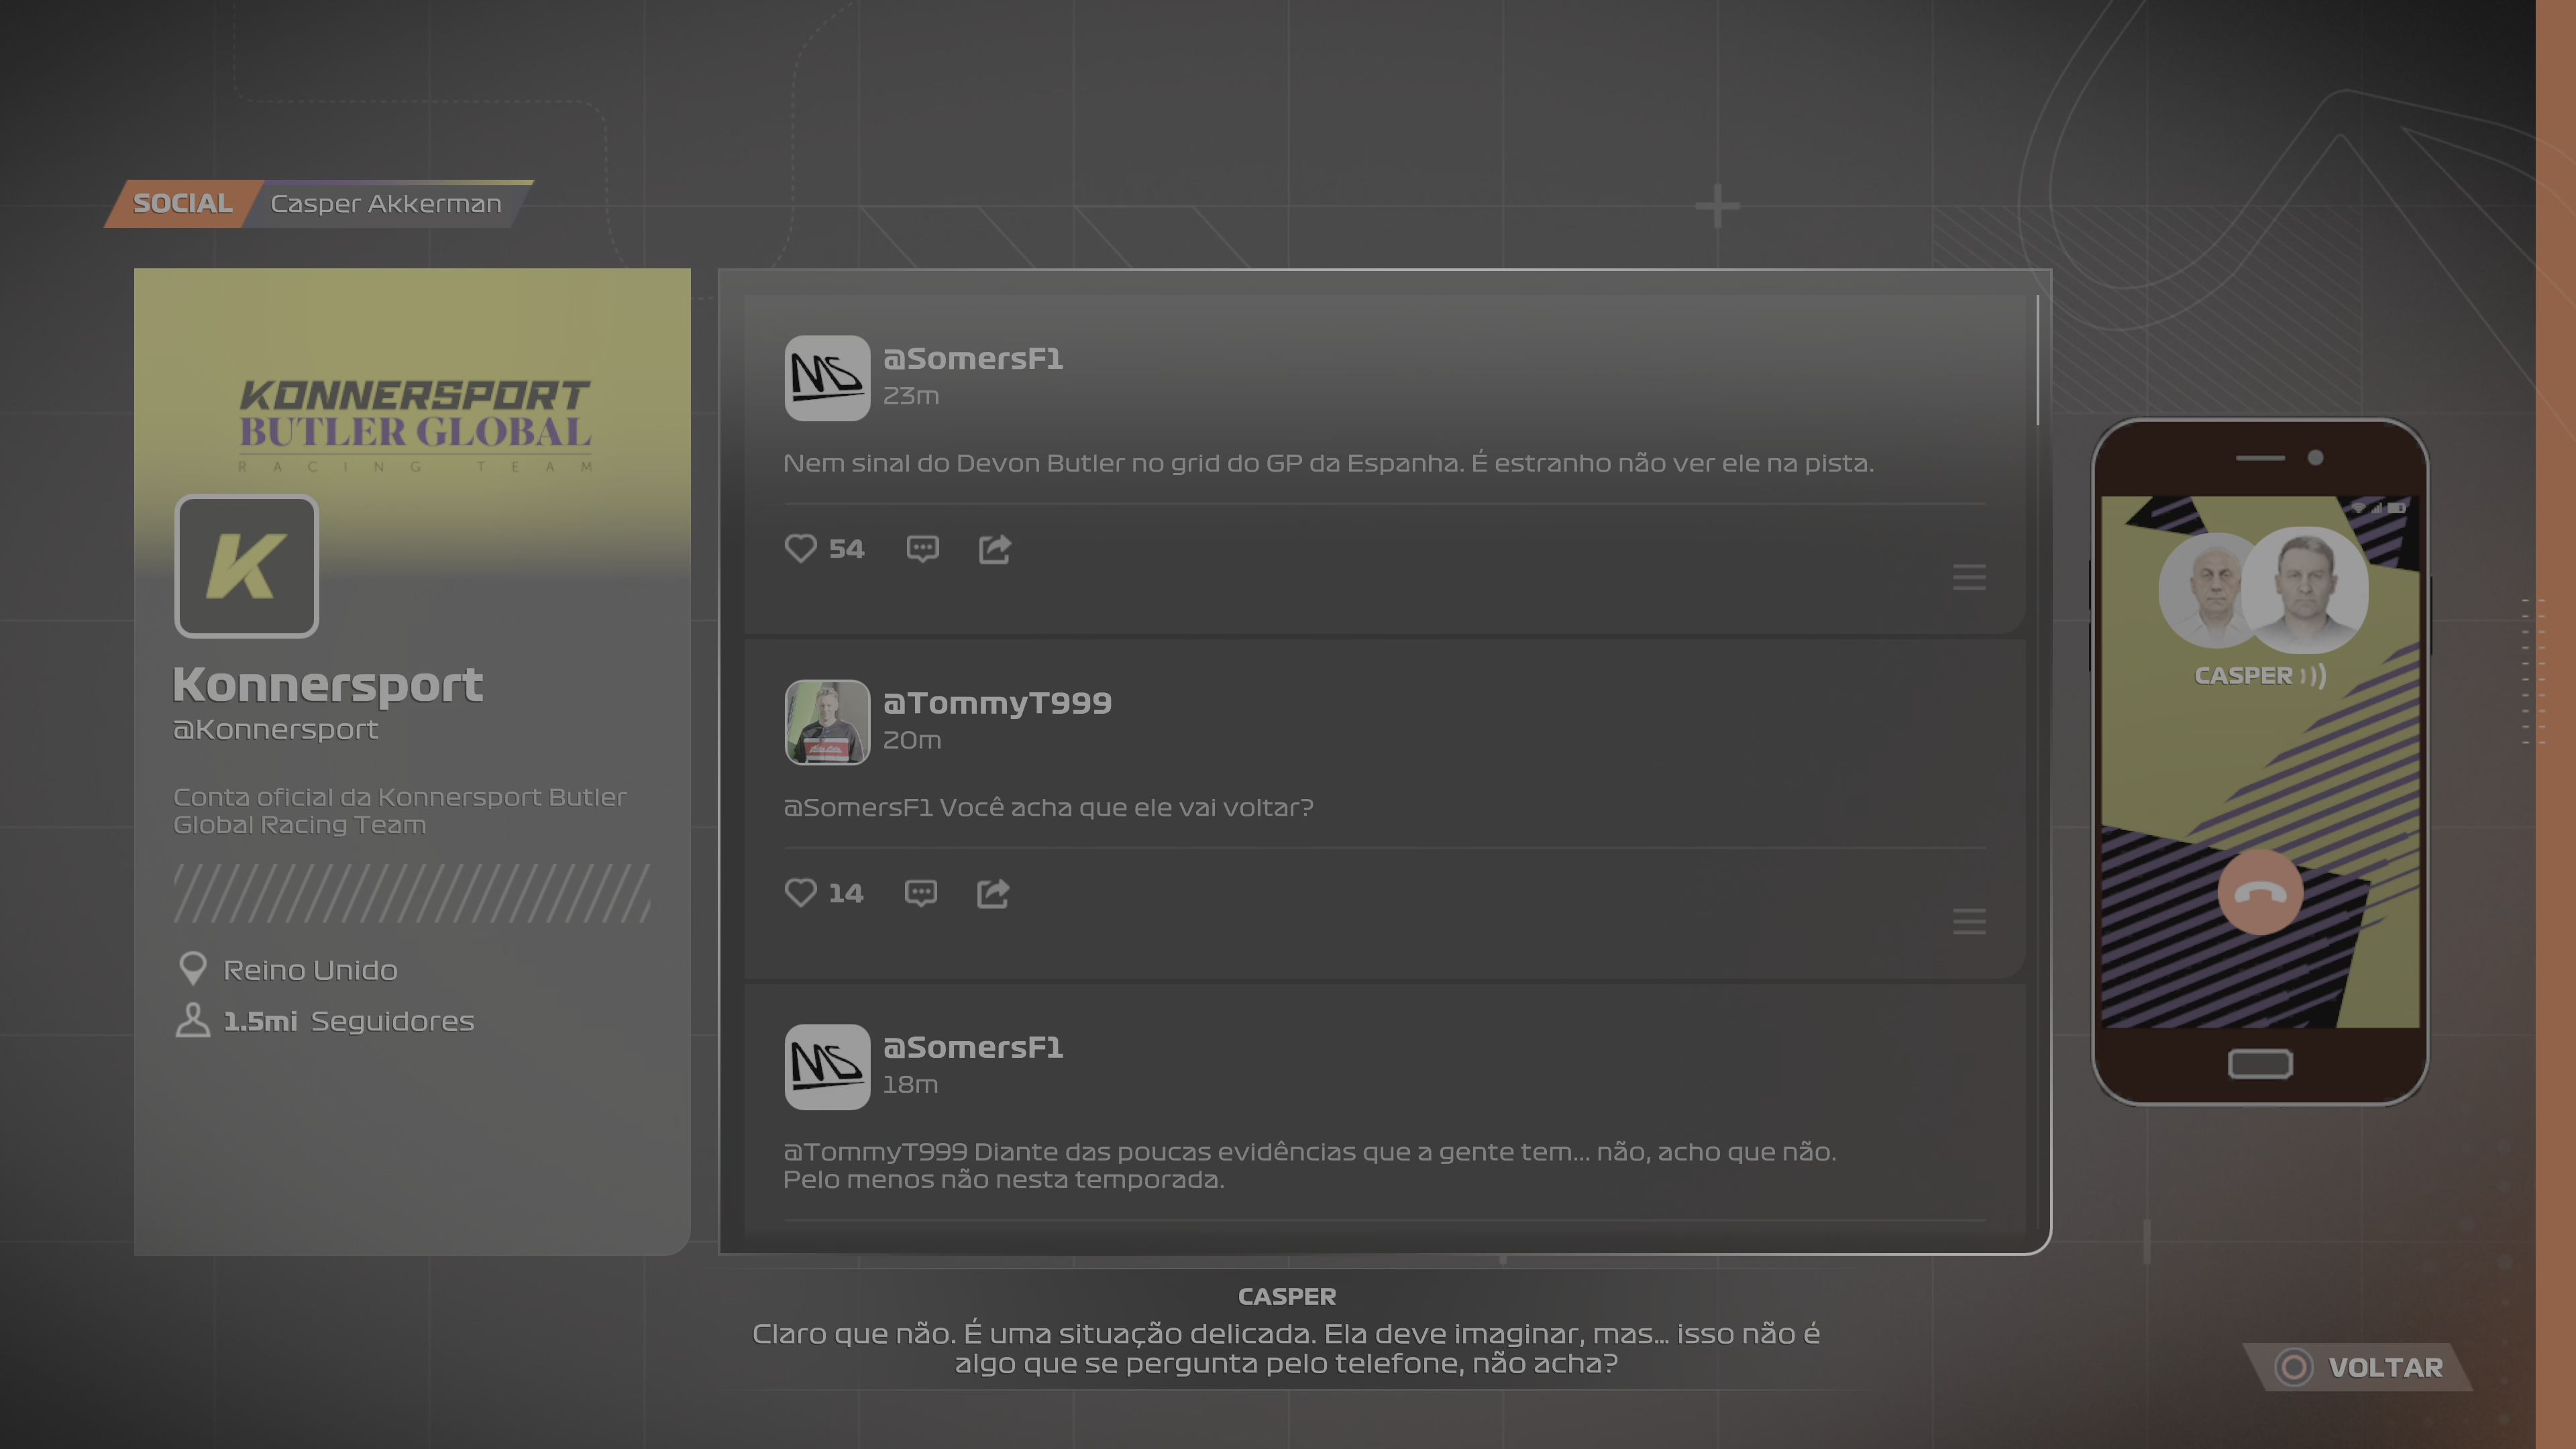 SOCIAL Casper Akkerman
KONNERSPORT
BUTLER GLOBAL
RACING TEAM
K
Konnersport
@Konnersport
Conta oficial da Konnersport Butler
Global Racing Team
Reino Unido
1.5mi Seguidores
MS
@SomersF1
23m
Nem sinal do Devon Butler no grid do GP da Espanha. É estranho não ver ele na pista.
54
@TommyT999
20m
@SomersF1 Você acha que ele vai voltar?
14
MS
@SomersF1
18m
@TommyT999 Diante das poucas evidências que a gente tem... não, acho que não.
Pelo menos não nesta temporada.
CASPER
CASPER
Claro que não. É uma situação delicada. Ela deve imaginar, mas... isso não é
algo que se pergunta pelo telefone, não acha?
VOLTAR